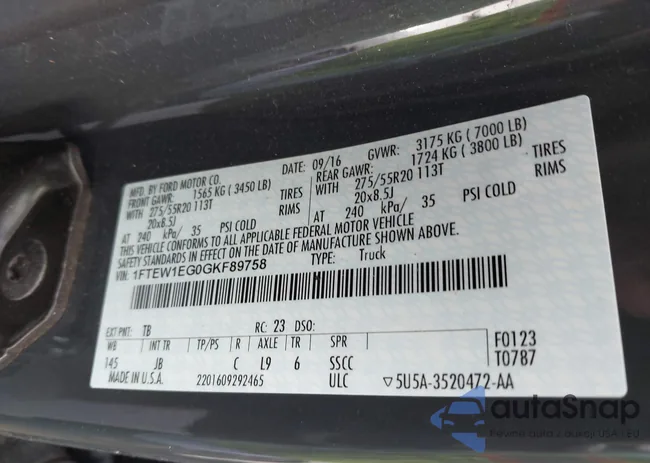 MFD. BY FORD MOTOR CO.
DATE: 09/16 GVWR: 3175 KG ( 7000 LB)
FRONT GAWR: 1565 KG ( 3450 LB) REAR GAWR: 1724 KG ( 3800 LB)
WITH 275/55R20 113T TIRES WITH 275/55R20 113T TIRES
20x8.5J RIMS 20x8.5J RIMS
AT 240 kPa/ 35 PSI COLD AT 240 kPa/ 35 PSI COLD
THIS VEHICLE CONFORMS TO ALL APPLICABLE FEDERAL MOTOR VEHICLE
SAFETY STANDARDS IN EFFECT ON THE DATE OF MANUFACTURE SHOWN ABOVE.
VIN: 1FTEW1EG0GKF89758 TYPE: Truck
EXT PNT: TB RC: 23 DSO:
WB INT TR TP/PS R AXLE TR SPR F0123
145 JB C L9 6 SSCC T0787
MADE IN U.S.A. 2201609292465 ULC ▽5U5A-3520472-AA
autoSnap
Pewne auta z aukcji USA i EU